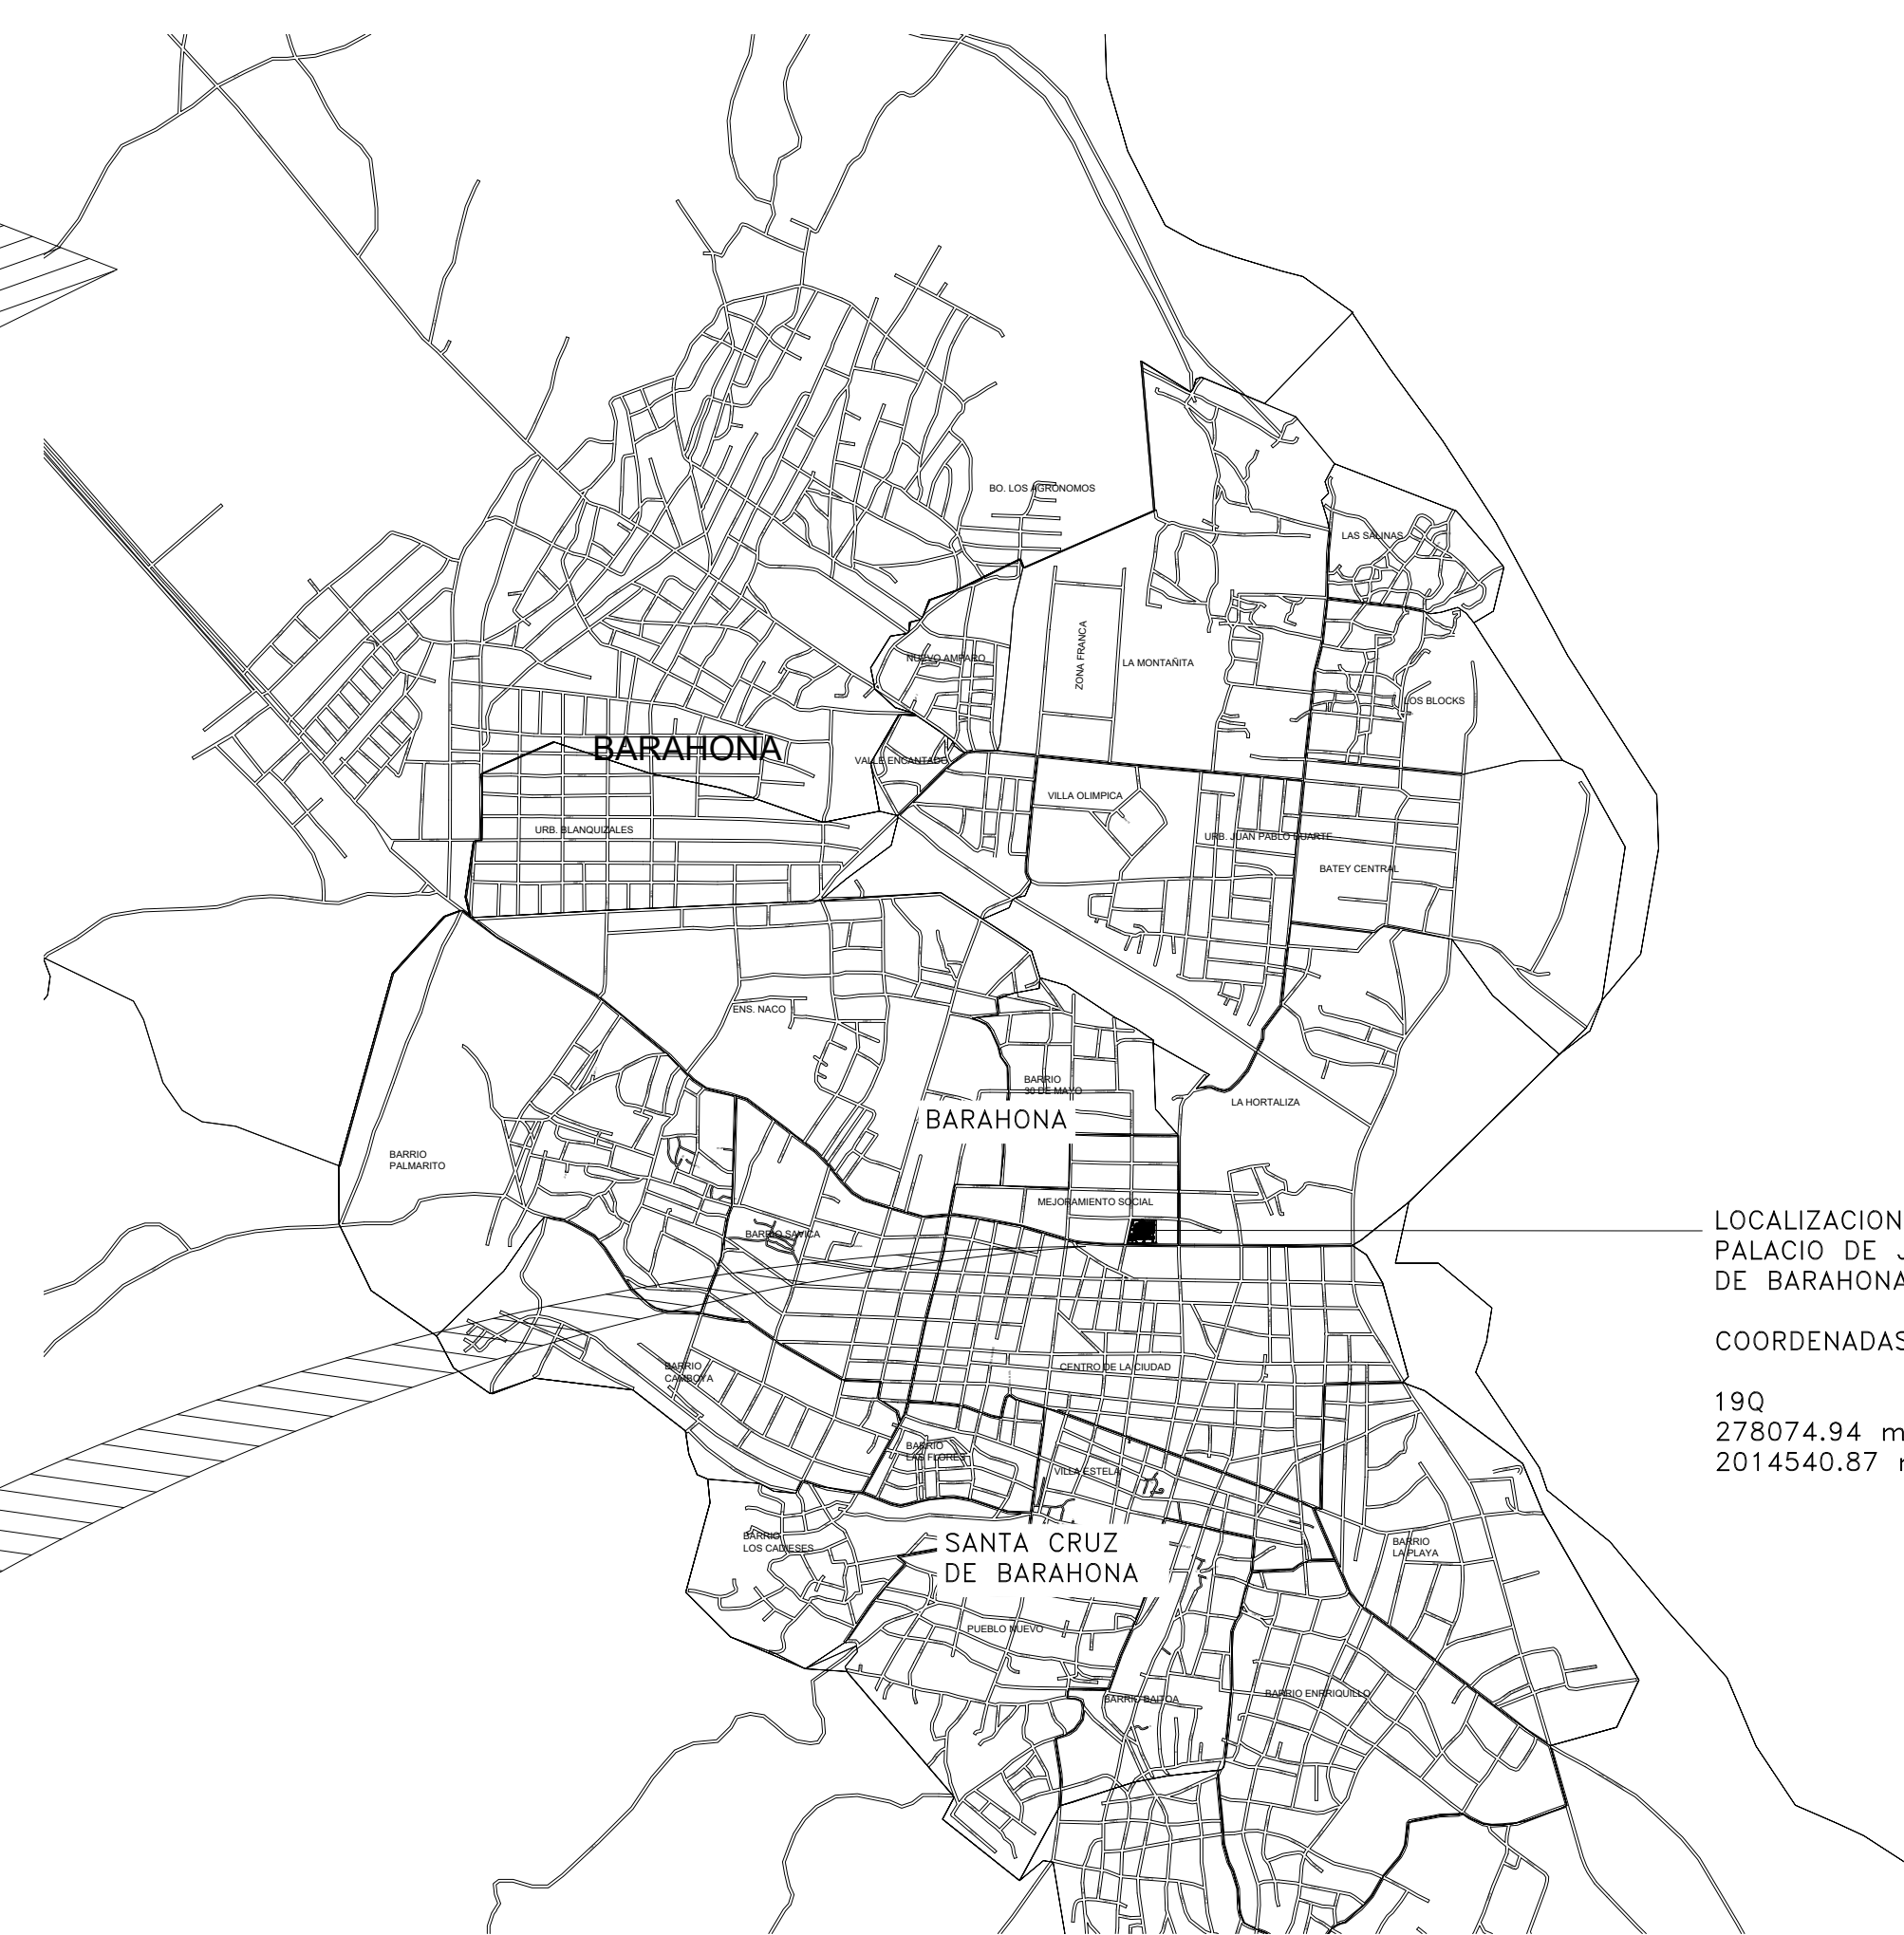 BO. LOS AGRONOMOS
LAS SALINAS
NUEVO AMPARO
ZONA FRANCA
LA MONTAÑITA
LOS BLOCKS
BARAHONA
VALLE ENCANTADO
VILLA OLIMPICA
URB. BLANQUIZALES
URB. JUAN PABLO DUARTE
BATEY CENTRAL
ENS. NACO
BARRIO
30 DE MAYO
LA HORTALIZA
BARAHONA
BARRIO
PALMARITO
MEJORAMIENTO SOCIAL
BARRIO SAVICA
LOCALIZACION
PALACIO DE J
DE BARAHONA
COORDENADAS
19Q
278074.94 m
2014540.87
CENTRO DE LA CIUDAD
BARRIO
CAMBOYA
BARRIO
LAS FLORES
VILLA ESTELA
BARRIO
LOS CADIESES
SANTA CRUZ
DE BARAHONA
BARRIO
LA PLAYA
PUEBLO NUEVO
BARRIO BAITOA
BARRIO ENRRIQUILLO